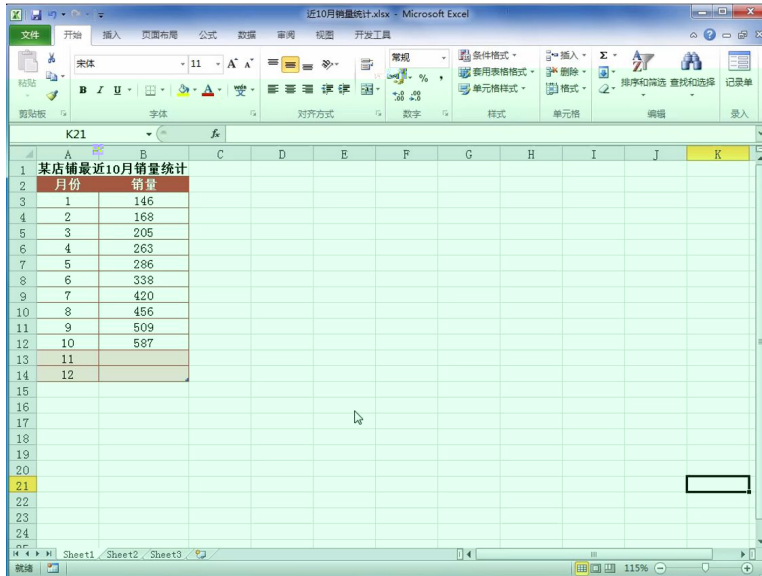 近10月销量统计.xlsx - Microsoft Excel
文件 开始 插入 页面布局 公式 数据 审阅 视图 开发工具
宋体 11 常规 条件格式 插入 Σ
粘贴 套用表格格式 删除 排序和筛选 查找和选择 记录单
B I U A 变 % , 单元格样式 格式
剪贴板 字体 对齐方式 数字 样式 单元格 编辑 录入
K21 fx
A B C D E F G H I J K
1 某店铺最近10月销量统计
2 月份 销量
3 1 146
4 2 168
5 3 205
6 4 263
7 5 286
8 6 338
9 7 420
10 8 456
11 9 509
12 10 587
13 11
14 12
15
16
17
18
19
20
21
22
23
24
Sheet1 Sheet2 Sheet3
就绪 115%